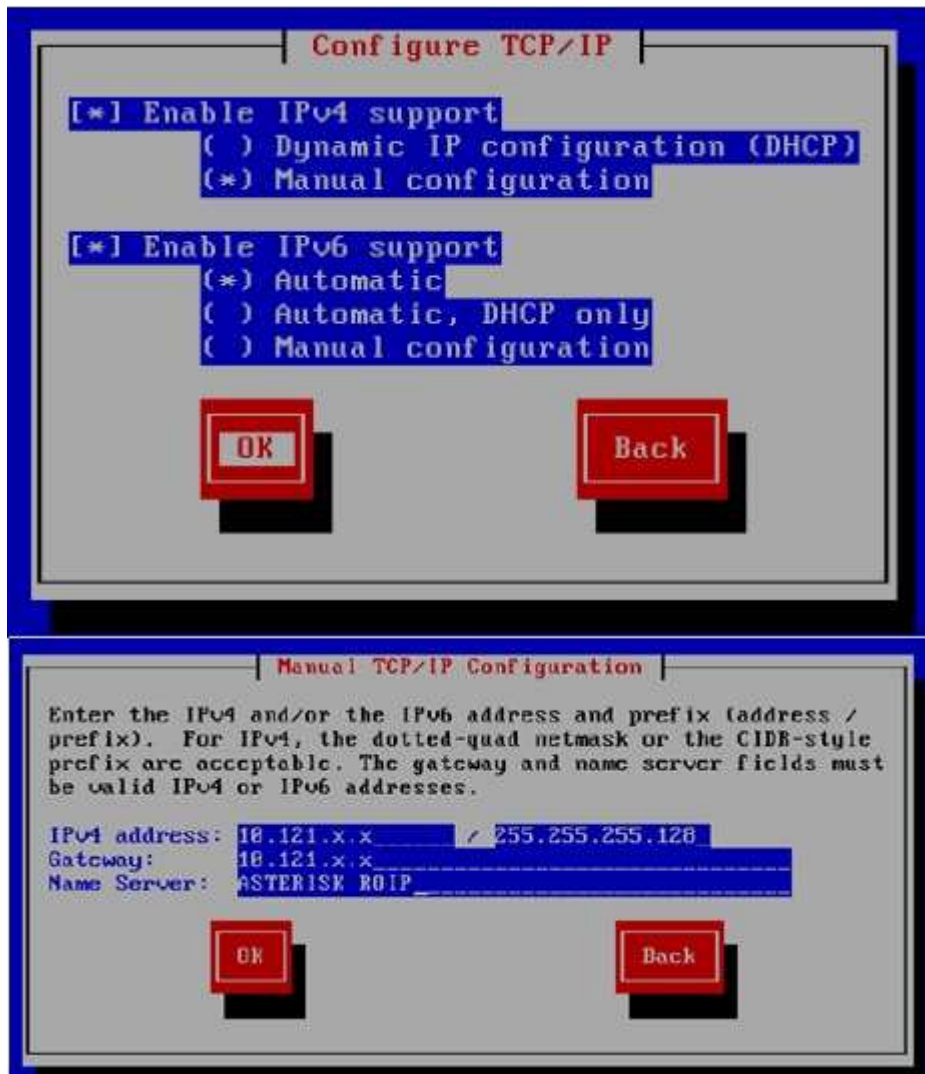 Configure TCP/IP
[*] Enable IPv4 support
( ) Dynamic IP configuration (DHCP)
(*) Manual configuration
[*] Enable IPv6 support
(*) Automatic
( ) Automatic, DHCP only
( ) Manual configuration
OK Back
Manual TCP/IP Configuration
Enter the IPv4 and/or the IPv6 address and prefix (address /
prefix). For IPv4, the dotted-quad netmask or the CIDR-style
prefix are acceptable. The gateway and name server fields must
be valid IPv4 or IPv6 addresses.
IPv4 address: 10.121.x.x / 255.255.255.128
Gateway: 10.121.x.x
Name Server: ASTERISK ROIP
OK Back